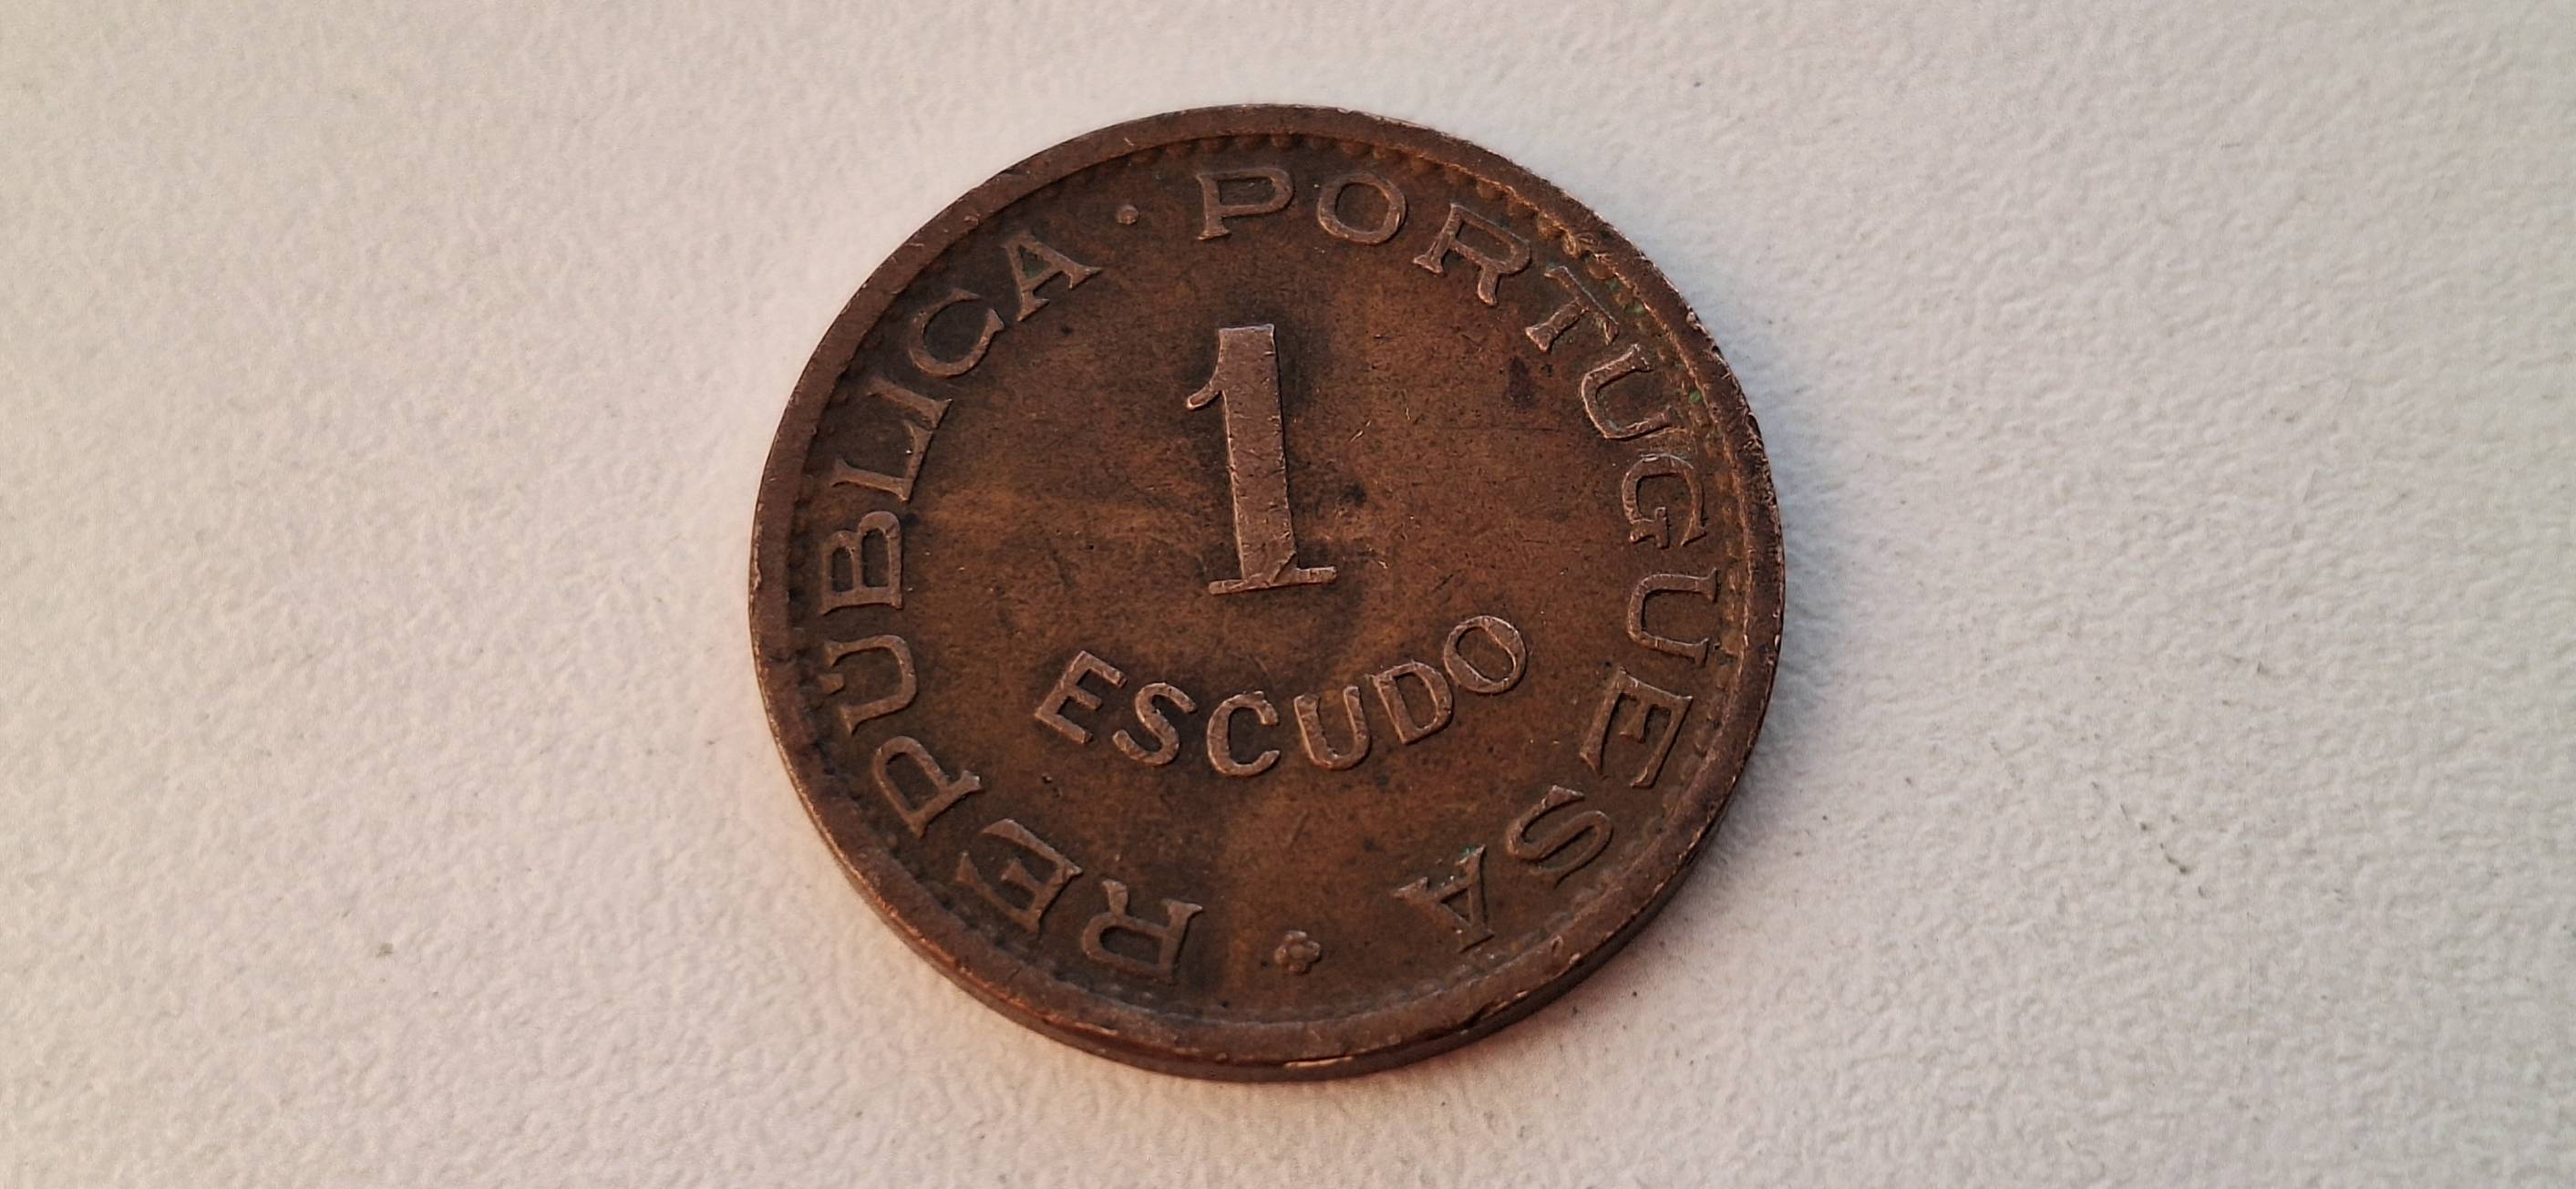 REPÚBLICA · PORTUGUESA
1
ESCUDO